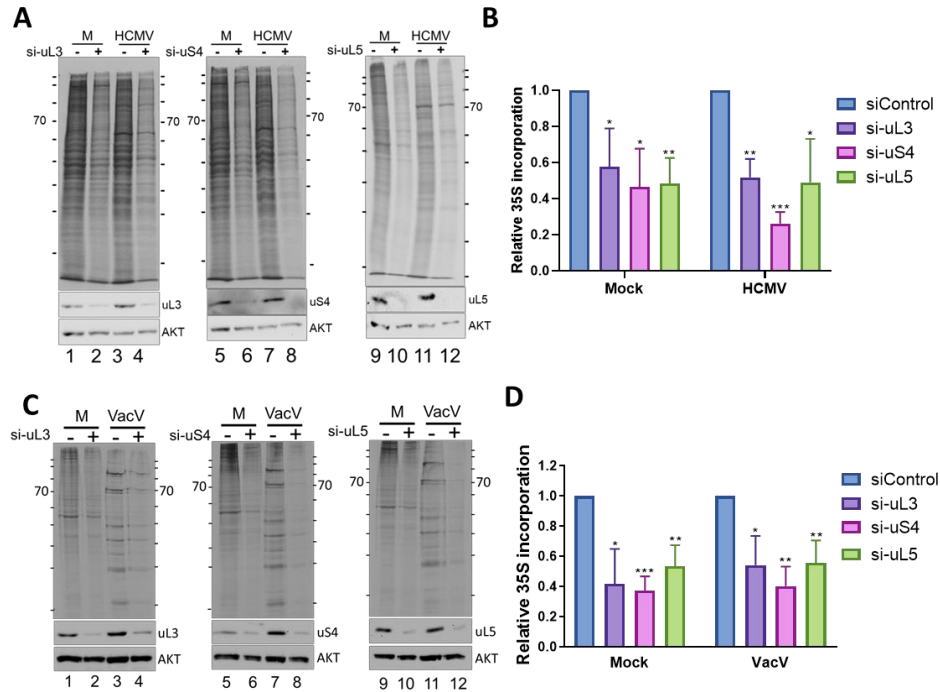 A
M HCMV
si-uL3 - + - +
70
uL3
AKT
1 2 3 4
M HCMV
si-uS4 - + - +
70 70
uS4
AKT
5 6 7 8
M HCMV
si-uL5 - + - +
70
uL5
AKT
9 10 11 12
B
Relative 35S incorporation
1.0
0.8
0.6
0.4
0.2
0.0
* * ** ** *** *
Mock HCMV
siControl
si-uL3
si-uS4
si-uL5
C
M VacV
si-uL3 - + - +
70 70
uL3
AKT
1 2 3 4
M VacV
si-uS4 - + - +
70
uS4
AKT
5 6 7 8
M VacV
si-uL5 - + - +
70
uL5
AKT
9 10 11 12
D
Relative 35S incorporation
1.2
1.0
0.8
0.6
0.4
0.2
0.0
* *** ** * ** **
Mock VacV
siControl
si-uL3
si-uS4
si-uL5